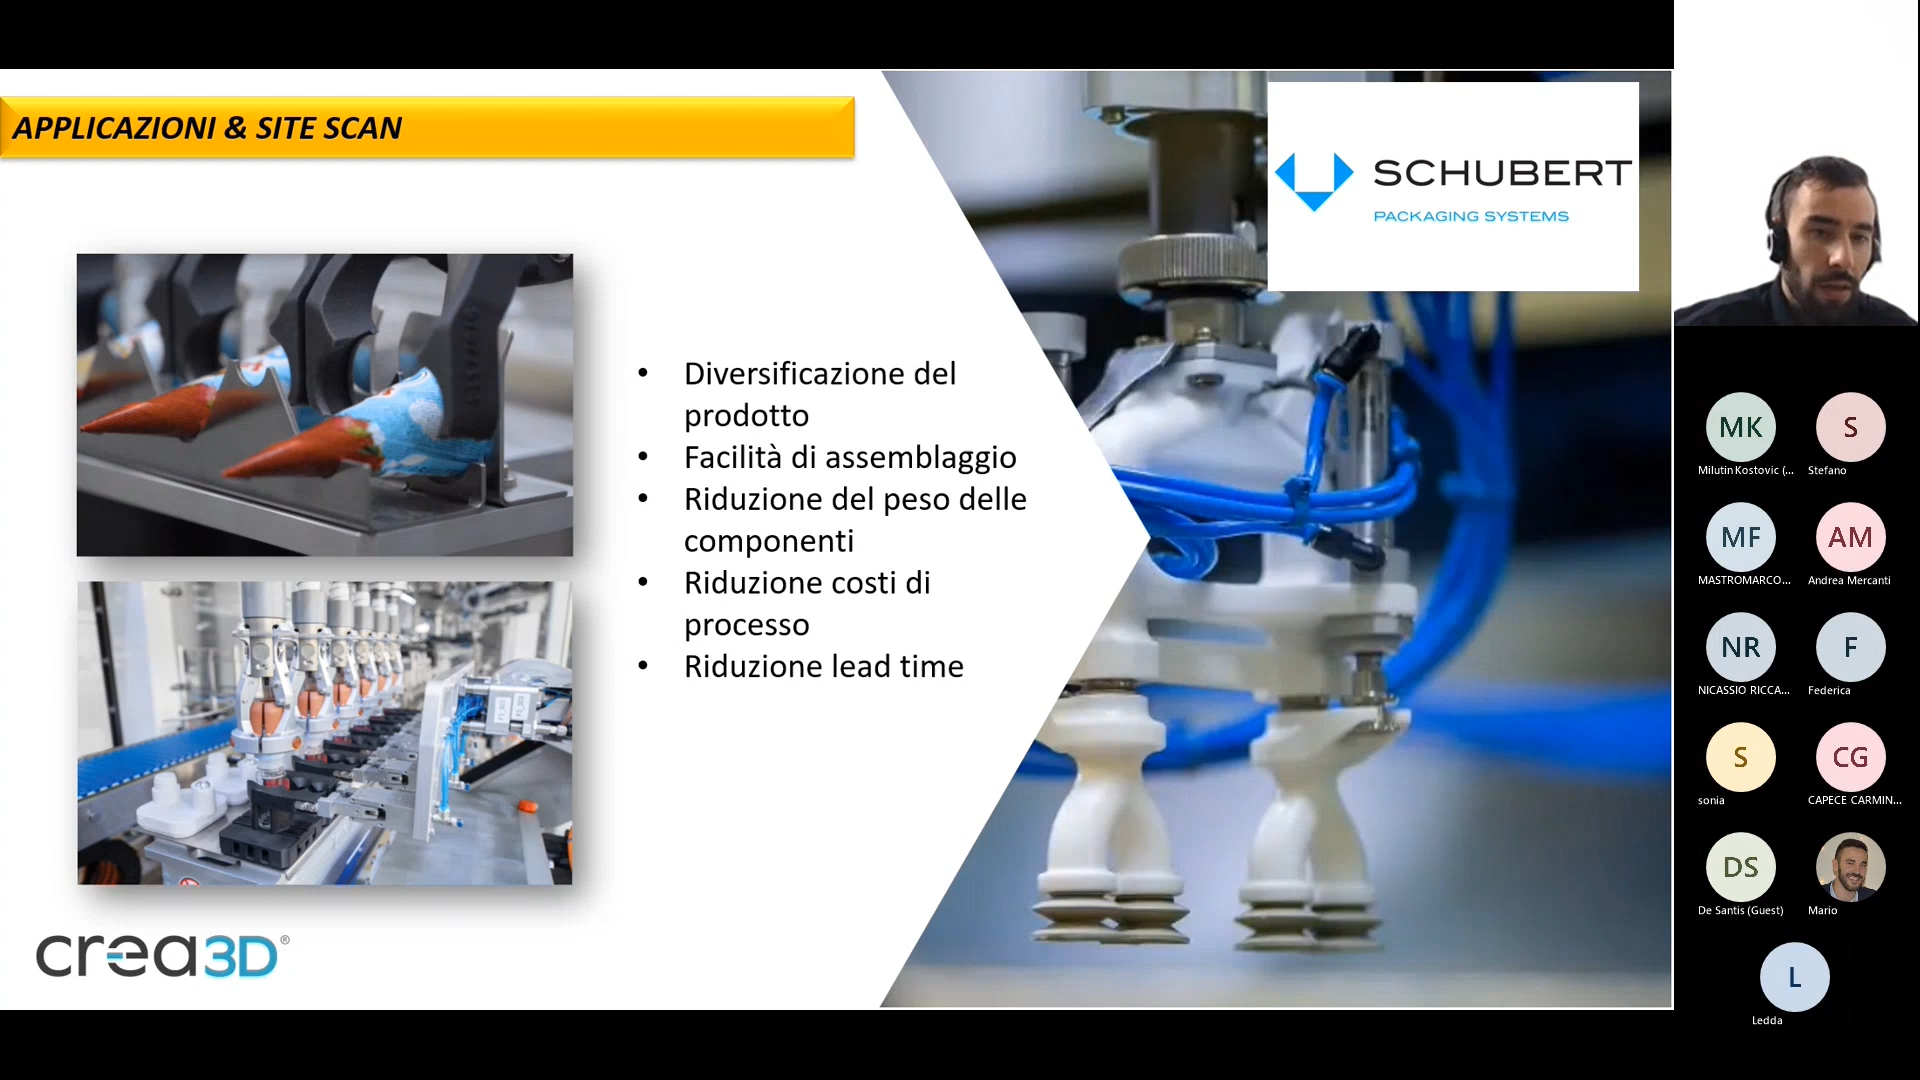 APPLICAZIONI & SITE SCAN
SCHUBERT
PACKAGING SYSTEMS
• Diversificazione del
prodotto
• Facilità di assemblaggio
• Riduzione del peso delle
componenti
• Riduzione costi di
processo
• Riduzione lead time
crea3D®
MK
Milutin Kostovic (...
S
Stefano
MF
MASTROMARCO...
AM
Andrea Mercanti
NR
NICASSIO RICCA...
F
Federica
S
sonia
CG
CAPECE CARMIN...
DS
De Santis (Guest)
Mario
L
Ledda